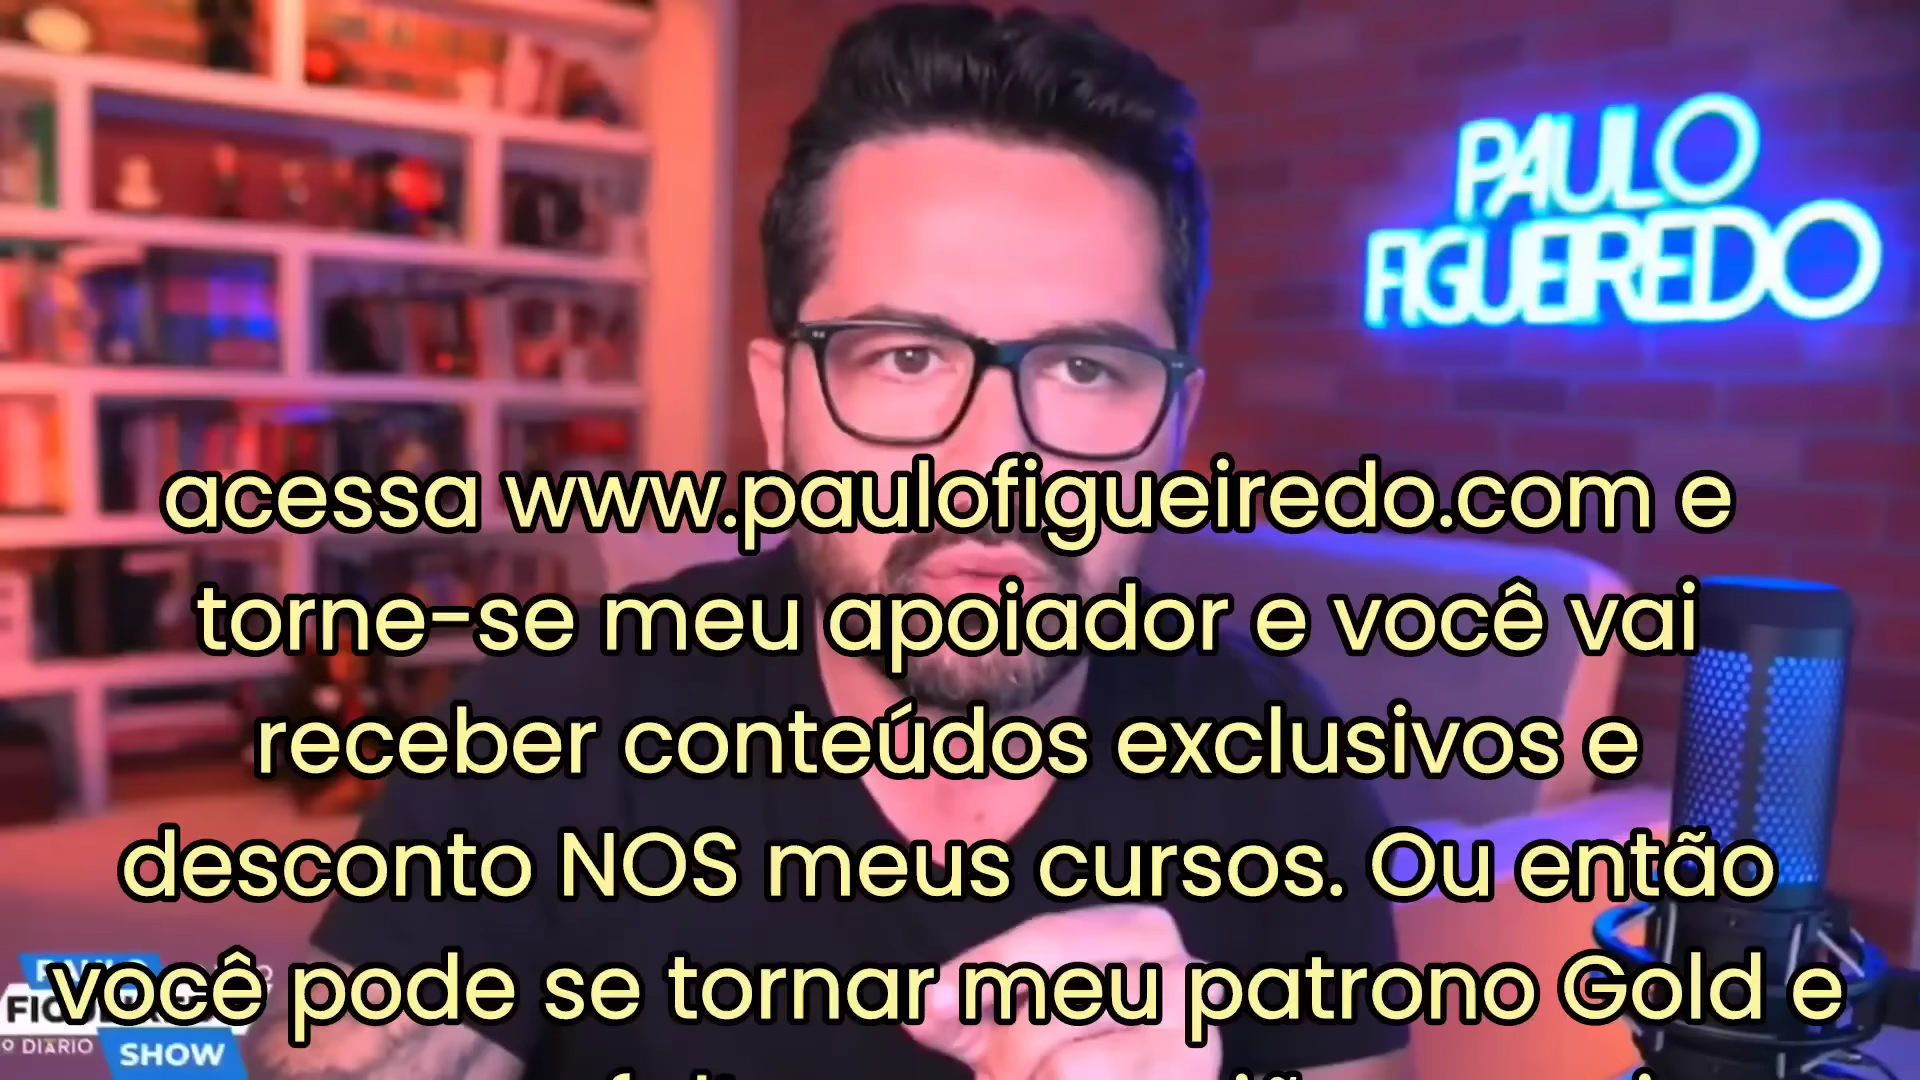 PAULO
FIGUEIREDO
acessa www.paulofigueiredo.com e
torne-se meu apoiador e você vai
receber conteúdos exclusivos e
desconto NOS meus cursos. Ou então
você pode se tornar meu patrono Gold e
O DIÁRIO
SHOW